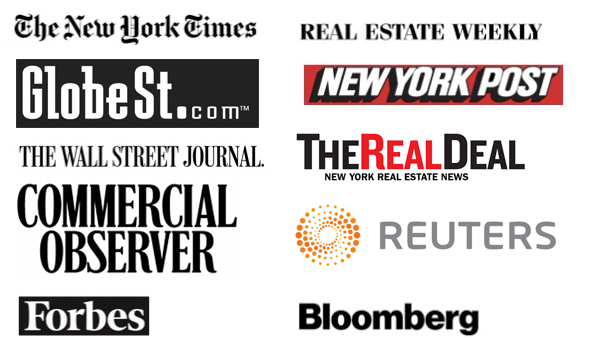 The New York Times
REAL ESTATE WEEKLY
GlobeSt.com™
NEW YORK POST
THE WALL STREET JOURNAL.
THEREALDEAL
NEW YORK REAL ESTATE NEWS
COMMERCIAL
OBSERVER
REUTERS
Forbes
Bloomberg